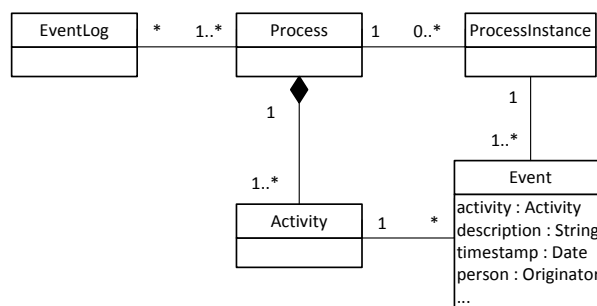 EventLog * 1..* Process 1 0..* ProcessInstance
1 1
1..*
1..* Event
Activity 1 * activity : Activity
description : String
timestamp : Date
person : Originator
...